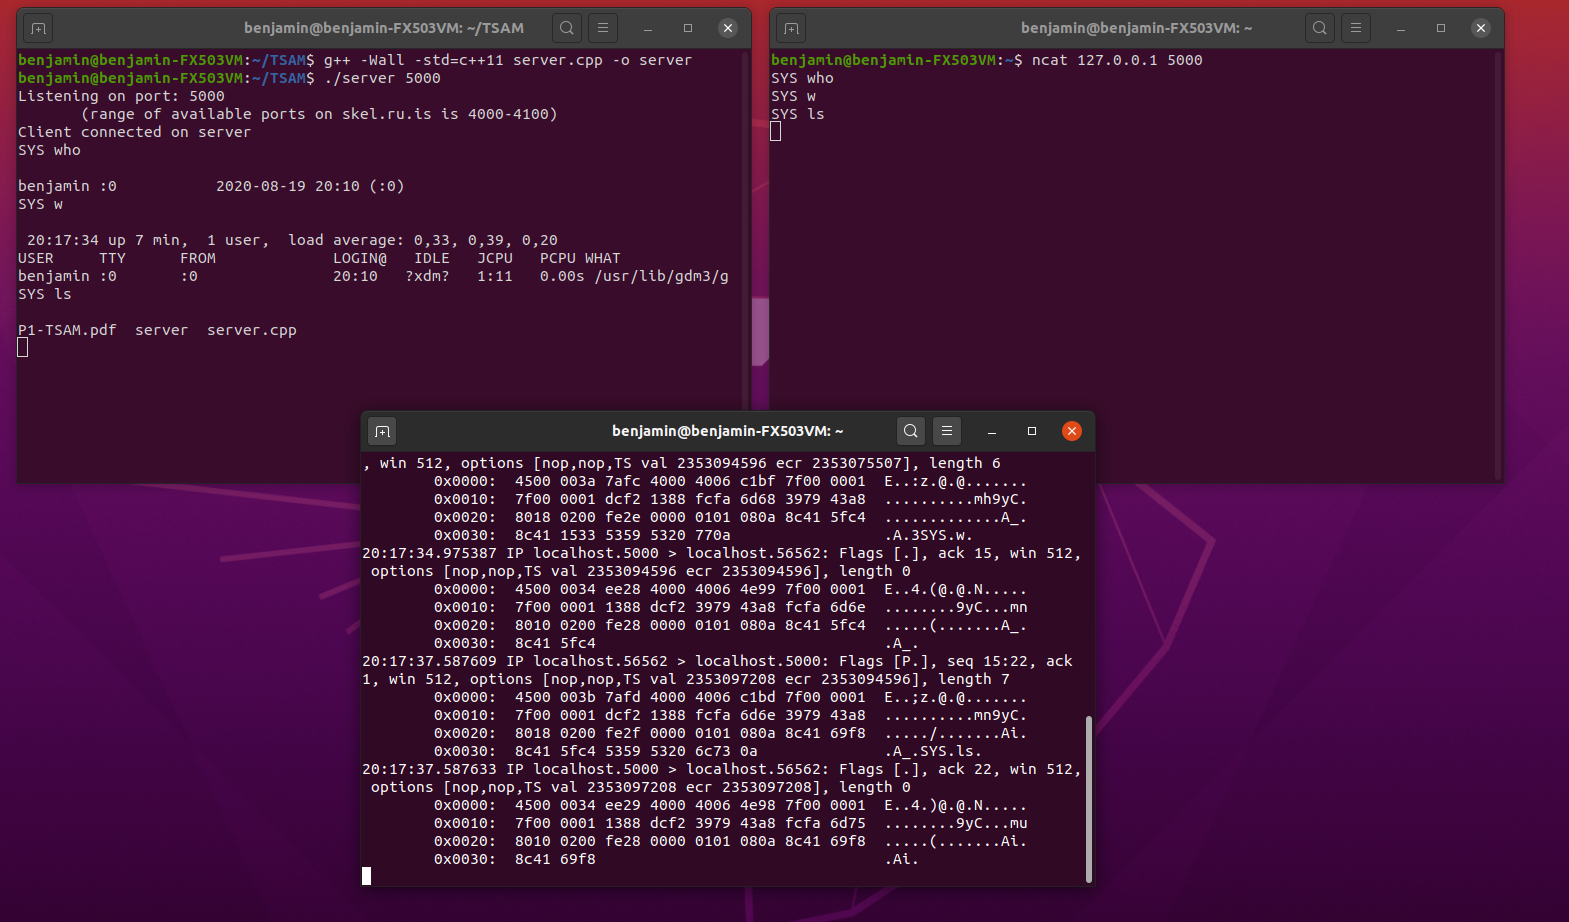 benjamin@benjamin-FX503VM: ~/TSAM
benjamin@benjamin-FX503VM:~/TSAM$ g++ -Wall -std=c++11 server.cpp -o server
benjamin@benjamin-FX503VM:~/TSAM$ ./server 5000
Listening on port: 5000
(range of available ports on skel.ru.is is 4000-4100)
Client connected on server
SYS who
benjamin :0 2020-08-19 20:10 (:0)
SYS w
20:17:34 up 7 min, 1 user, load average: 0,33, 0,39, 0,20
USER TTY FROM LOGIN@ IDLE JCPU PCPU WHAT
benjamin :0 :0 20:10 ?xdm? 1:11 0.00s /usr/lib/gdm3/g
SYS ls
P1-TSAM.pdf server server.cpp
benjamin@benjamin-FX503VM: ~
benjamin@benjamin-FX503VM:~$ ncat 127.0.0.1 5000
SYS who
SYS w
SYS ls
benjamin@benjamin-FX503VM: ~
, win 512, options [nop,nop,TS val 2353094596 ecr 2353075507], length 6
0x0000: 4500 003a 7afc 4000 4006 c1bf 7f00 0001 E..:z.@.@.......
0x0010: 7f00 0001 dcf2 1388 fcfa 6d68 3979 43a8 ..........mh9yC.
0x0020: 8018 0200 fe2e 0000 0101 080a 8c41 5fc4 .............A_.
0x0030: 8c41 1533 5359 5320 770a .A.3SYS.w.
20:17:34.975387 IP localhost.5000 > localhost.56562: Flags [.], ack 15, win 512,
options [nop,nop,TS val 2353094596 ecr 2353094596], length 0
0x0000: 4500 0034 ee28 4000 4006 4e99 7f00 0001 E..4.(@.@.N.....
0x0010: 7f00 0001 1388 dcf2 3979 43a8 fcfa 6d6e ........9yC...mn
0x0020: 8010 0200 fe28 0000 0101 080a 8c41 5fc4 .....(.......A_.
0x0030: 8c41 5fc4 .A_.
20:17:37.587609 IP localhost.56562 > localhost.5000: Flags [P.], seq 15:22, ack
1, win 512, options [nop,nop,TS val 2353097208 ecr 2353094596], length 7
0x0000: 4500 003b 7afd 4000 4006 c1bd 7f00 0001 E..;z.@.@.......
0x0010: 7f00 0001 dcf2 1388 fcfa 6d6e 3979 43a8 ..........mn9yC.
0x0020: 8018 0200 fe2f 0000 0101 080a 8c41 69f8 ...../.......Ai.
0x0030: 8c41 5fc4 5359 5320 6c73 0a .A_.SYS.ls.
20:17:37.587633 IP localhost.5000 > localhost.56562: Flags [.], ack 22, win 512,
options [nop,nop,TS val 2353097208 ecr 2353097208], length 0
0x0000: 4500 0034 ee29 4000 4006 4e98 7f00 0001 E..4.)@.@.N.....
0x0010: 7f00 0001 1388 dcf2 3979 43a8 fcfa 6d75 ........9yC...mu
0x0020: 8010 0200 fe28 0000 0101 080a 8c41 69f8 .....(.......Ai.
0x0030: 8c41 69f8 .Ai.